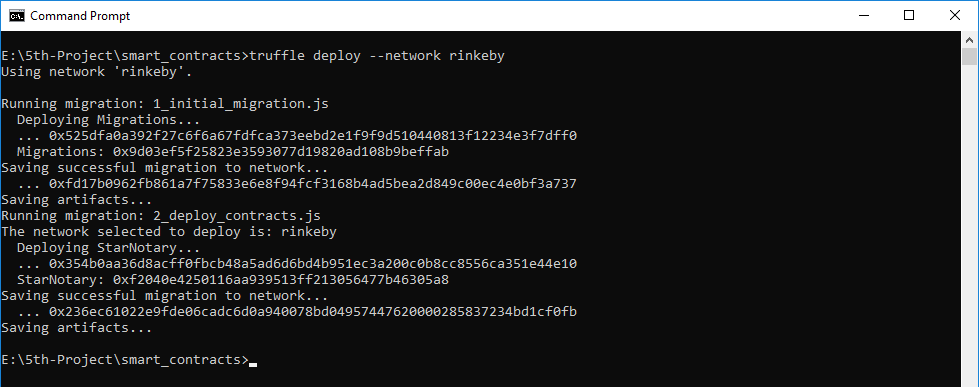 Command Prompt
E:\5th-Project\smart_contracts>truffle deploy --network rinkeby
Using network 'rinkeby'.
Running migration: 1_initial_migration.js
Deploying Migrations...
... 0x525dfa0a392f27c6f6a67fdfca373eebd2e1f9f9d510440813f12234e3f7dff0
Migrations: 0x9d03ef5f25823e3593077d19820ad108b9beffab
Saving successful migration to network...
... 0xfd17b0962fb861a7f75833e6e8f94fcf3168b4ad5bea2d849c00ec4e0bf3a737
Saving artifacts...
Running migration: 2_deploy_contracts.js
The network selected to deploy is: rinkeby
Deploying StarNotary...
... 0x354b0aa36d8acff0fbcb48a5ad6d6bd4b951ec3a200c0b8cc8556ca351e44e10
StarNotary: 0xf2040e4250116aa939513ff213056477b46305a8
Saving successful migration to network...
... 0x236ec61022e9fde06cadc6d0a940078bd04957447620000285837234bd1cf0fb
Saving artifacts...
E:\5th-Project\smart_contracts>